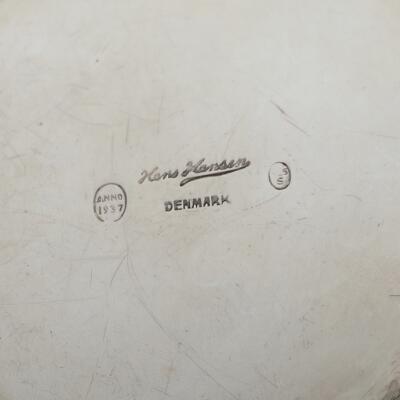 Hans Hansen
ANNO
1937
DENMARK